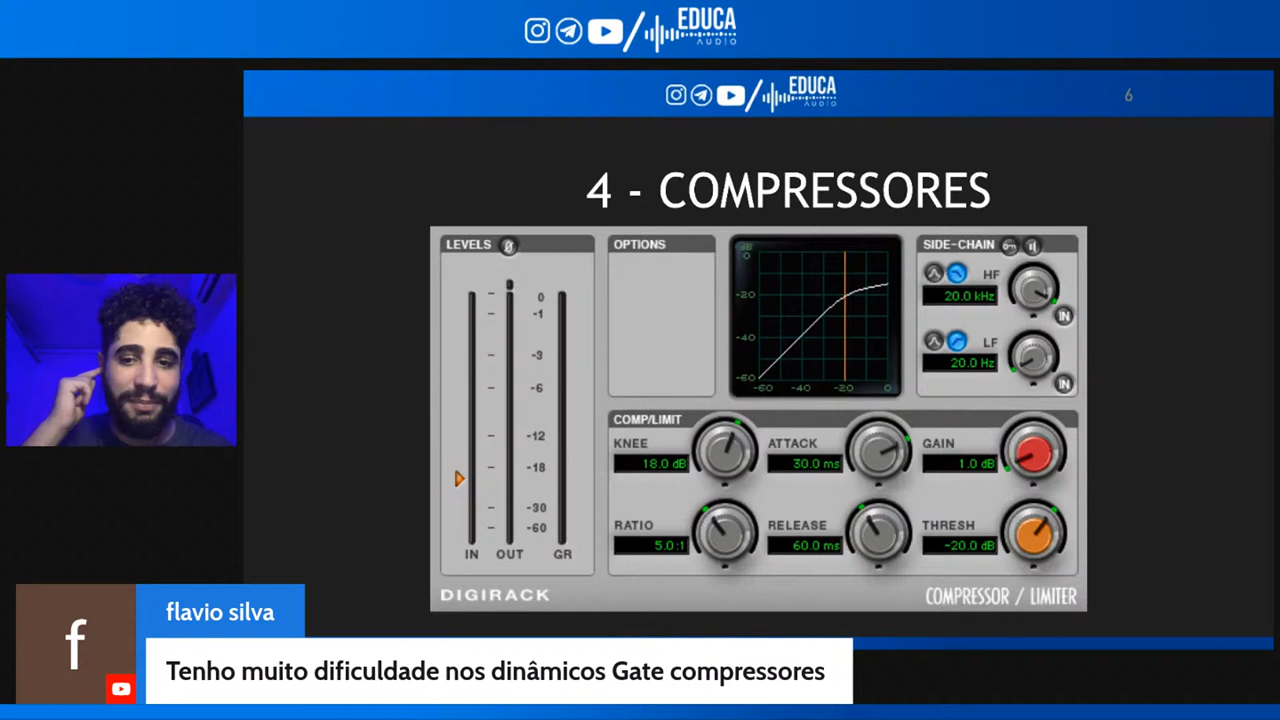 EDUCA
AUDIO
EDUCA
AUDIO
6
4 - COMPRESSORES
LEVELS
OPTIONS
SIDE-CHAIN
dB
0
-20
-40
-60
-60 -40 -20 0
HF
20.0 kHz
IN
LF
20.0 Hz
IN
0
-1
-3
-6
-12
-18
-30
-60
IN OUT GR
COMP/LIMIT
KNEE
18.0 dB
ATTACK
30.0 ms
GAIN
1.0 dB
RATIO
5.0:1
RELEASE
60.0 ms
THRESH
-20.0 dB
DIGIRACK
COMPRESSOR / LIMITER
f
flavio silva
Tenho muito dificuldade nos dinâmicos Gate compressores